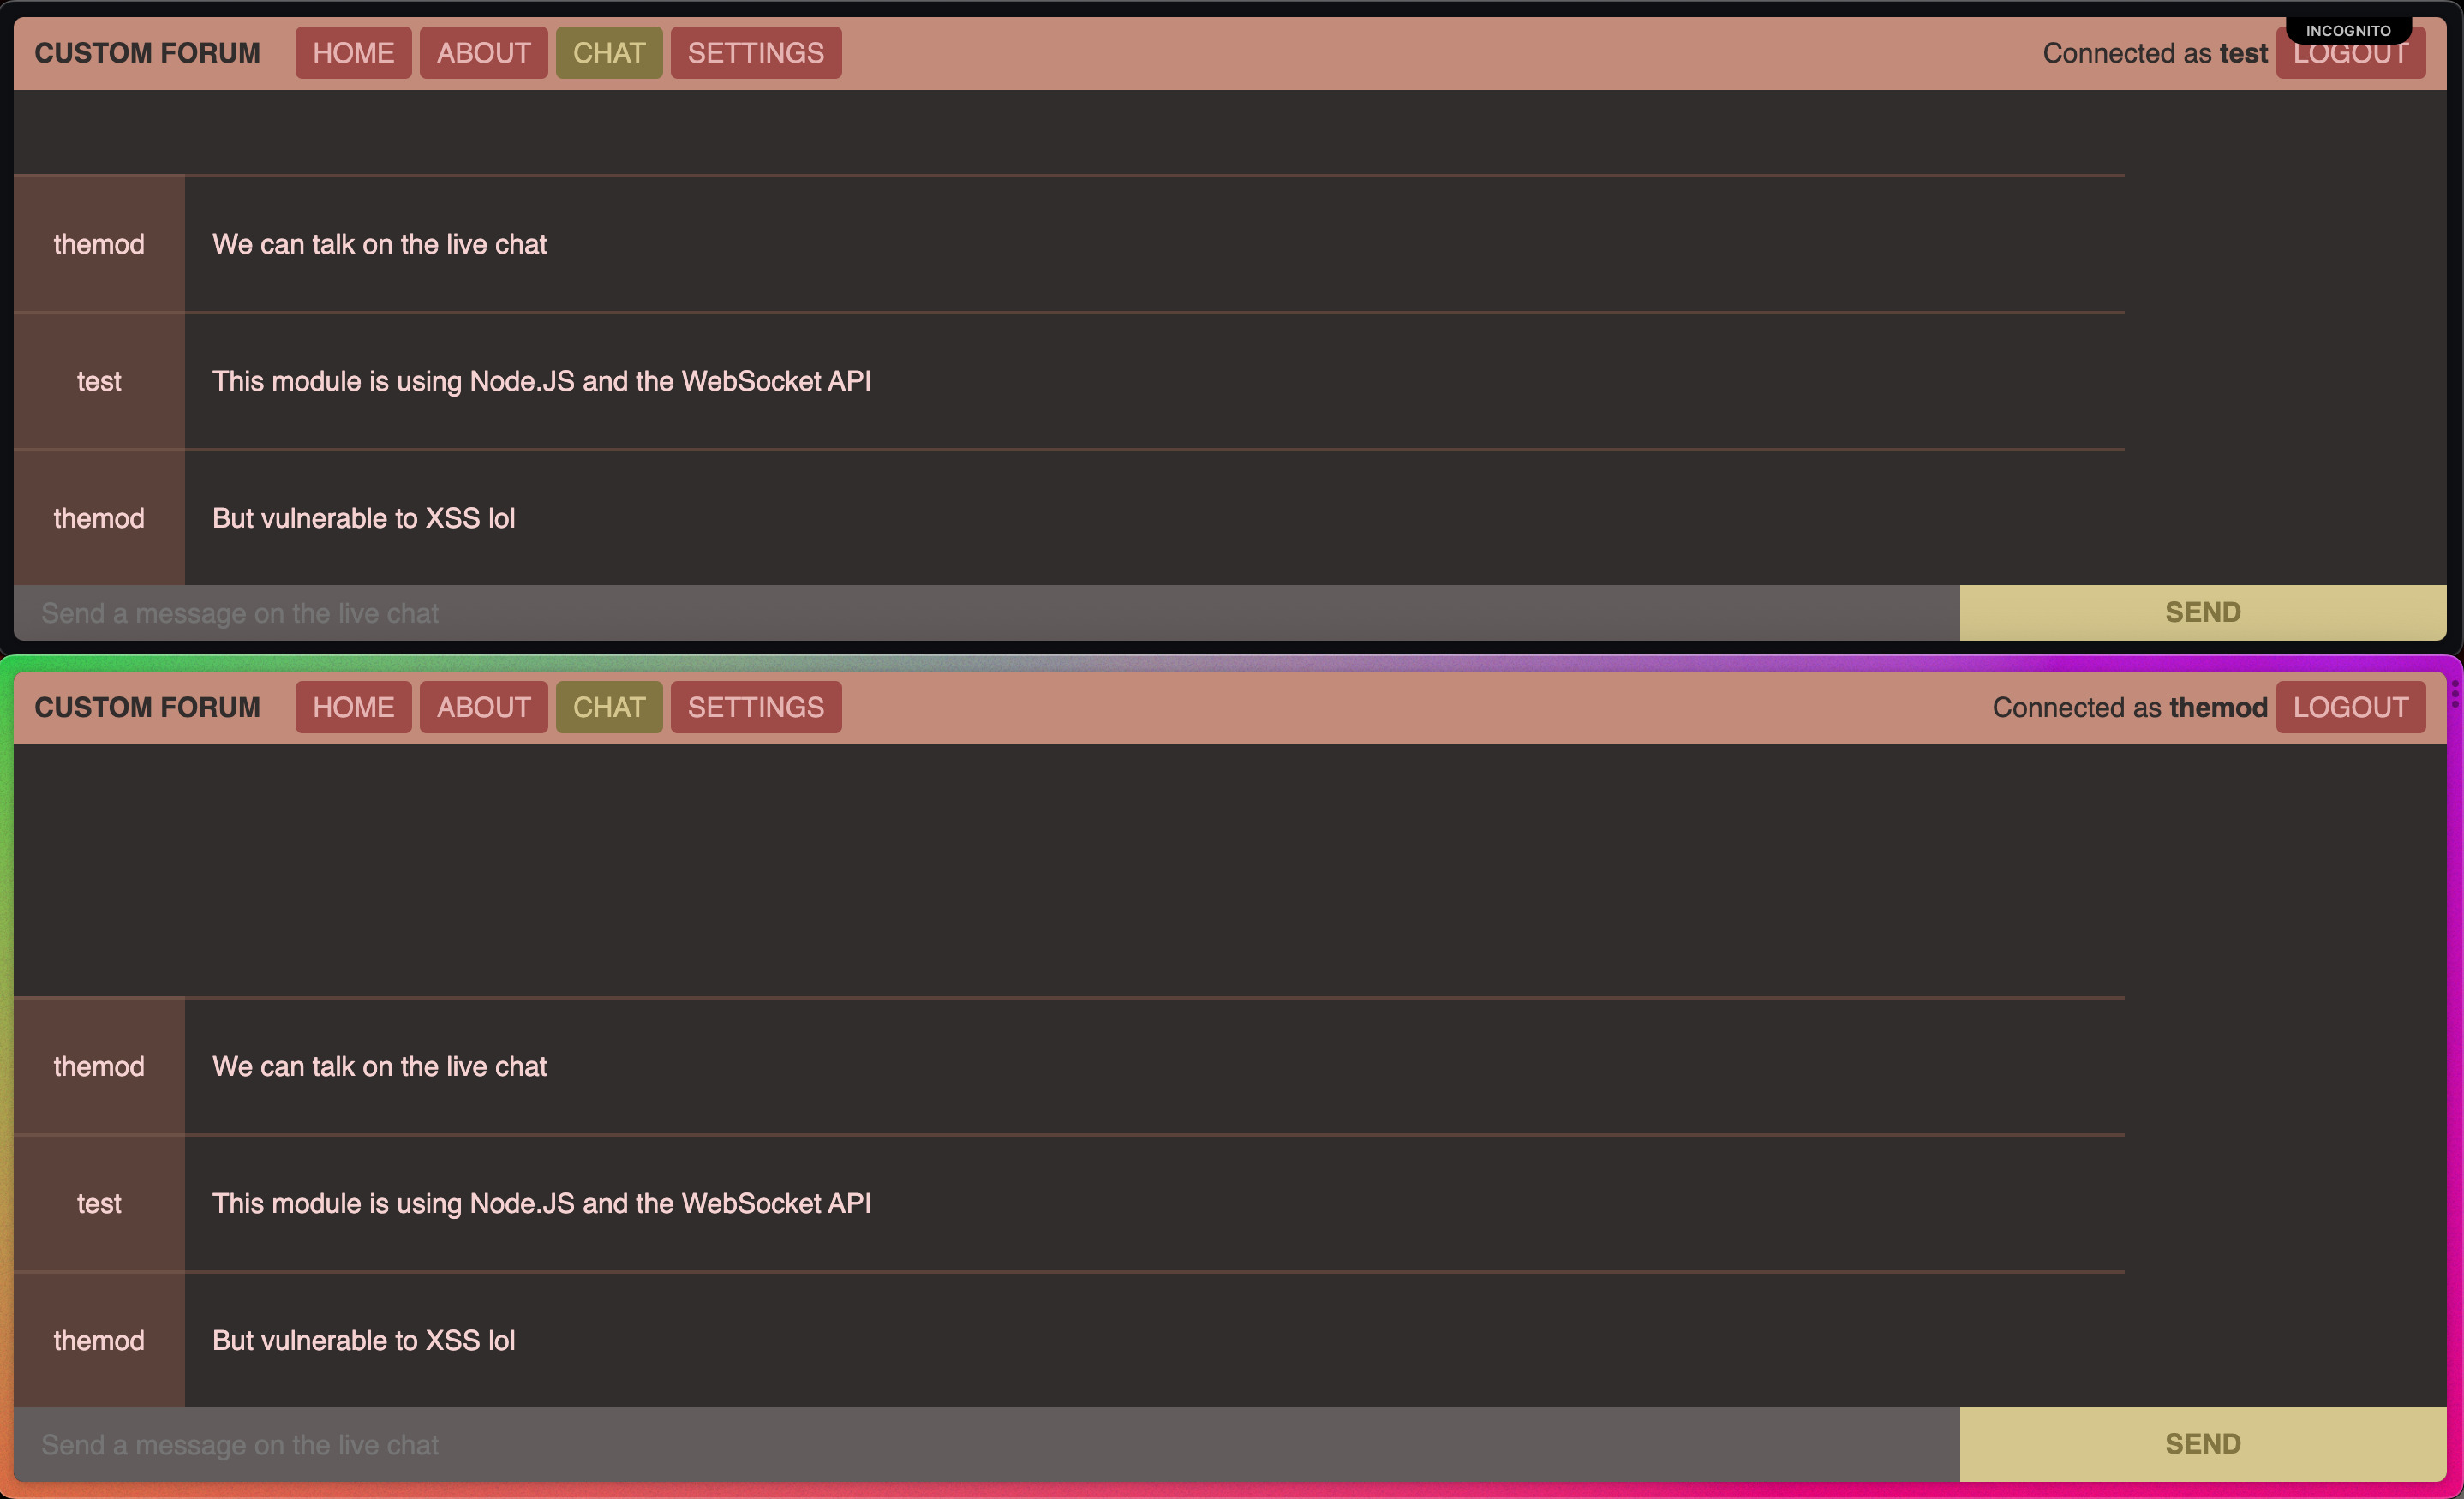 INCOGNITO
CUSTOM FORUM HOME ABOUT CHAT SETTINGS Connected as test LOGOUT
themod We can talk on the live chat
test This module is using Node.JS and the WebSocket API
themod But vulnerable to XSS lol
Send a message on the live chat SEND
CUSTOM FORUM HOME ABOUT CHAT SETTINGS Connected as themod LOGOUT
themod We can talk on the live chat
test This module is using Node.JS and the WebSocket API
themod But vulnerable to XSS lol
Send a message on the live chat SEND